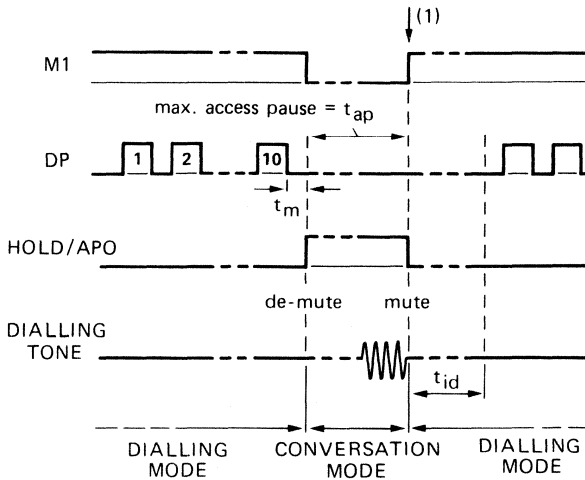 (1)
M1
max. access pause = tap
DP
1 2 10
tm
HOLD/APO
de-mute mute
DIALLING
TONE
tid
DIALLING
MODE
CONVERSATION
MODE
DIALLING
MODE